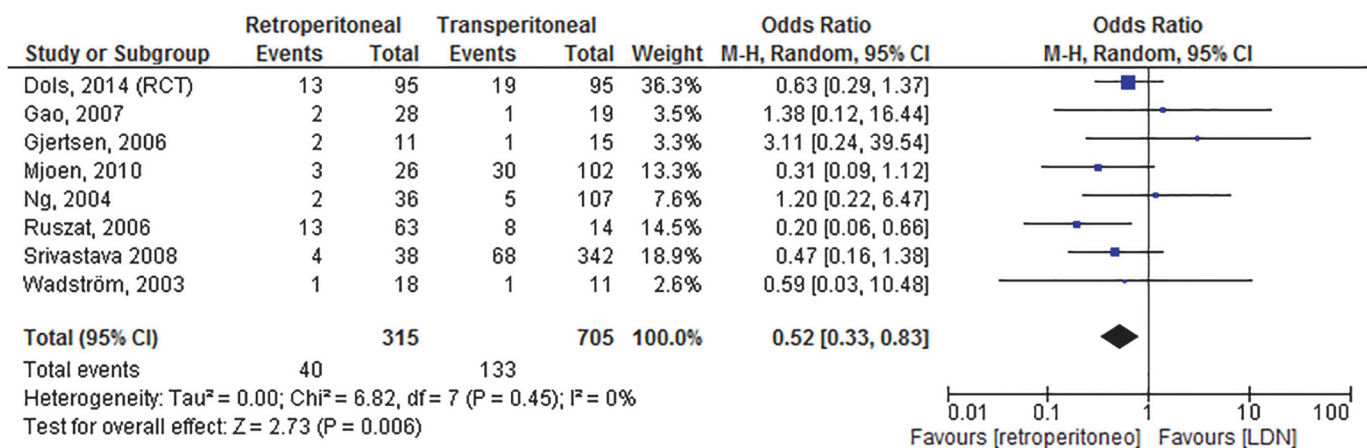 Retroperitoneal Transperitoneal Odds Ratio Odds Ratio
Study or Subgroup Events Total Events Total Weight M-H, Random, 95% CI M-H, Random, 95% CI
Dols, 2014 (RCT) 13 95 19 95 36.3% 0.63 [0.29, 1.37]
Gao, 2007 2 28 1 19 3.5% 1.38 [0.12, 16.44]
Gjertsen, 2006 2 11 1 15 3.3% 3.11 [0.24, 39.54]
Mjoen, 2010 3 26 30 102 13.3% 0.31 [0.09, 1.12]
Ng, 2004 2 36 5 107 7.6% 1.20 [0.22, 6.47]
Ruszat, 2006 13 63 8 14 14.5% 0.20 [0.06, 0.66]
Srivastava 2008 4 38 68 342 18.9% 0.47 [0.16, 1.38]
Wadström, 2003 1 18 1 11 2.6% 0.59 [0.03, 10.48]
Total (95% CI) 315 705 100.0% 0.52 [0.33, 0.83]
Total events 40 133
Heterogeneity: Tau² = 0.00; Chi² = 6.82, df = 7 (P = 0.45); I² = 0%
Test for overall effect: Z = 2.73 (P = 0.006)
0.01 0.1 1 10 100
Favours [retroperitoneo] Favours [LDN]